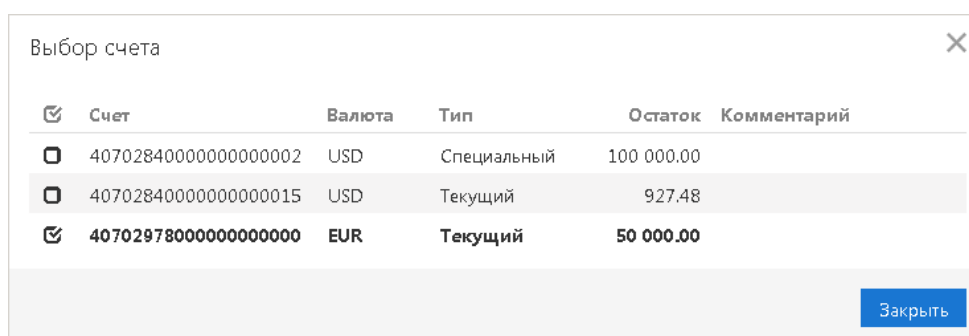 Выбор счета
Счет Валюта Тип Остаток Комментарий
40702840000000000002 USD Специальный 100 000.00
40702840000000000015 USD Текущий 927.48
40702978000000000000 EUR Текущий 50 000.00
Закрыть